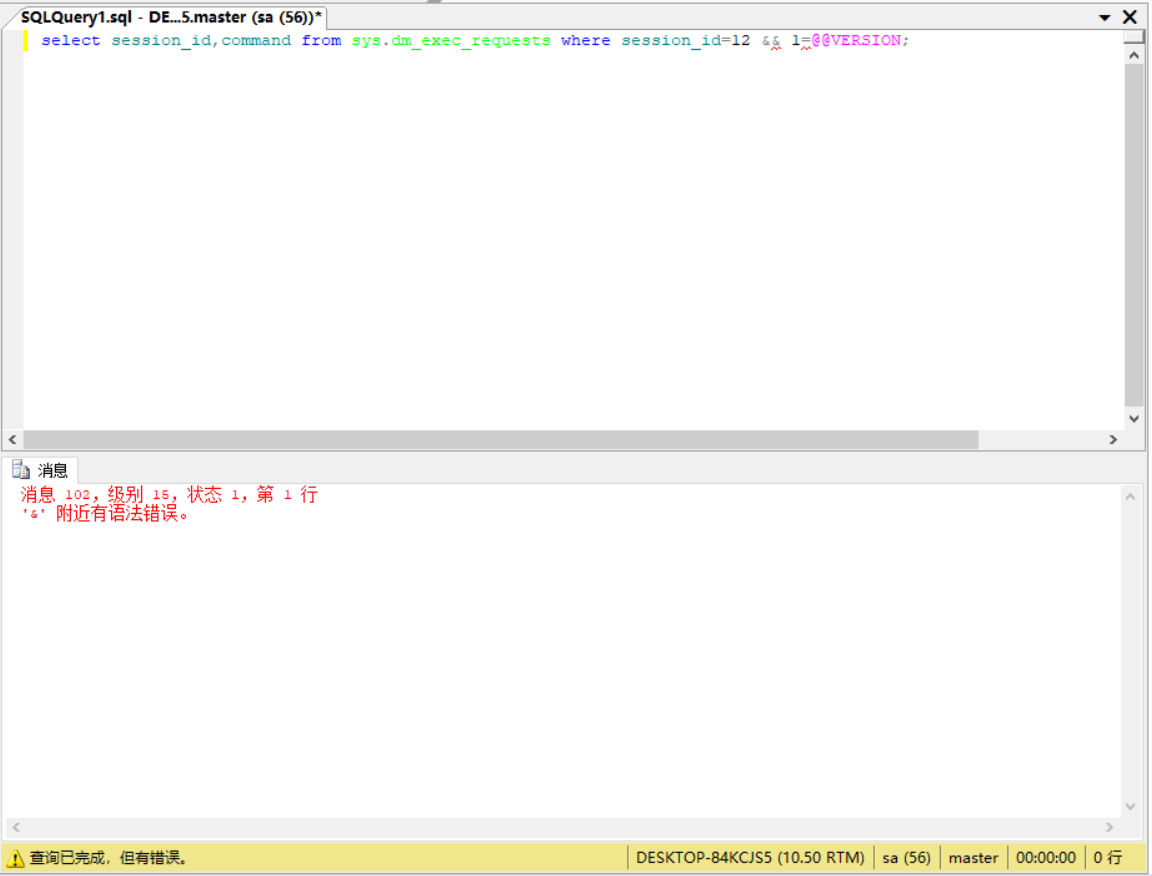 SQLQuery1.sql - DE...5.master (sa (56))*
select session_id,command from sys.dm_exec_requests where session_id=12 && 1=@@VERSION;
消息
消息 102，级别 15，状态 1，第 1 行
'&' 附近有语法错误。
查询已完成，但有错误。 DESKTOP-84KCJS5 (10.50 RTM) sa (56) master 00:00:00 0 行